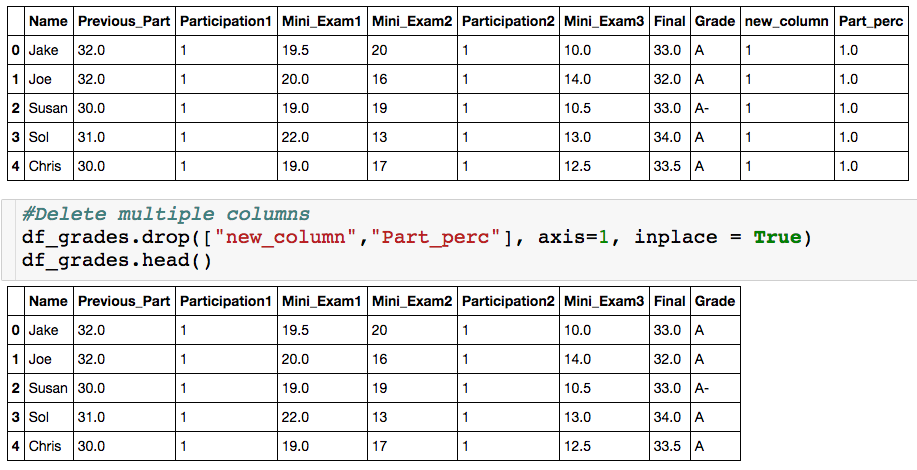 Name Previous_Part Participation1 Mini_Exam1 Mini_Exam2 Participation2 Mini_Exam3 Final Grade new_column Part_perc
0 Jake 32.0 1 19.5 20 1 10.0 33.0 A 1 1.0
1 Joe 32.0 1 20.0 16 1 14.0 32.0 A 1 1.0
2 Susan 30.0 1 19.0 19 1 10.5 33.0 A- 1 1.0
3 Sol 31.0 1 22.0 13 1 13.0 34.0 A 1 1.0
4 Chris 30.0 1 19.0 17 1 12.5 33.5 A 1 1.0
#Delete multiple columns
df_grades.drop(["new_column","Part_perc"], axis=1, inplace = True)
df_grades.head()
Name Previous_Part Participation1 Mini_Exam1 Mini_Exam2 Participation2 Mini_Exam3 Final Grade
0 Jake 32.0 1 19.5 20 1 10.0 33.0 A
1 Joe 32.0 1 20.0 16 1 14.0 32.0 A
2 Susan 30.0 1 19.0 19 1 10.5 33.0 A-
3 Sol 31.0 1 22.0 13 1 13.0 34.0 A
4 Chris 30.0 1 19.0 17 1 12.5 33.5 A